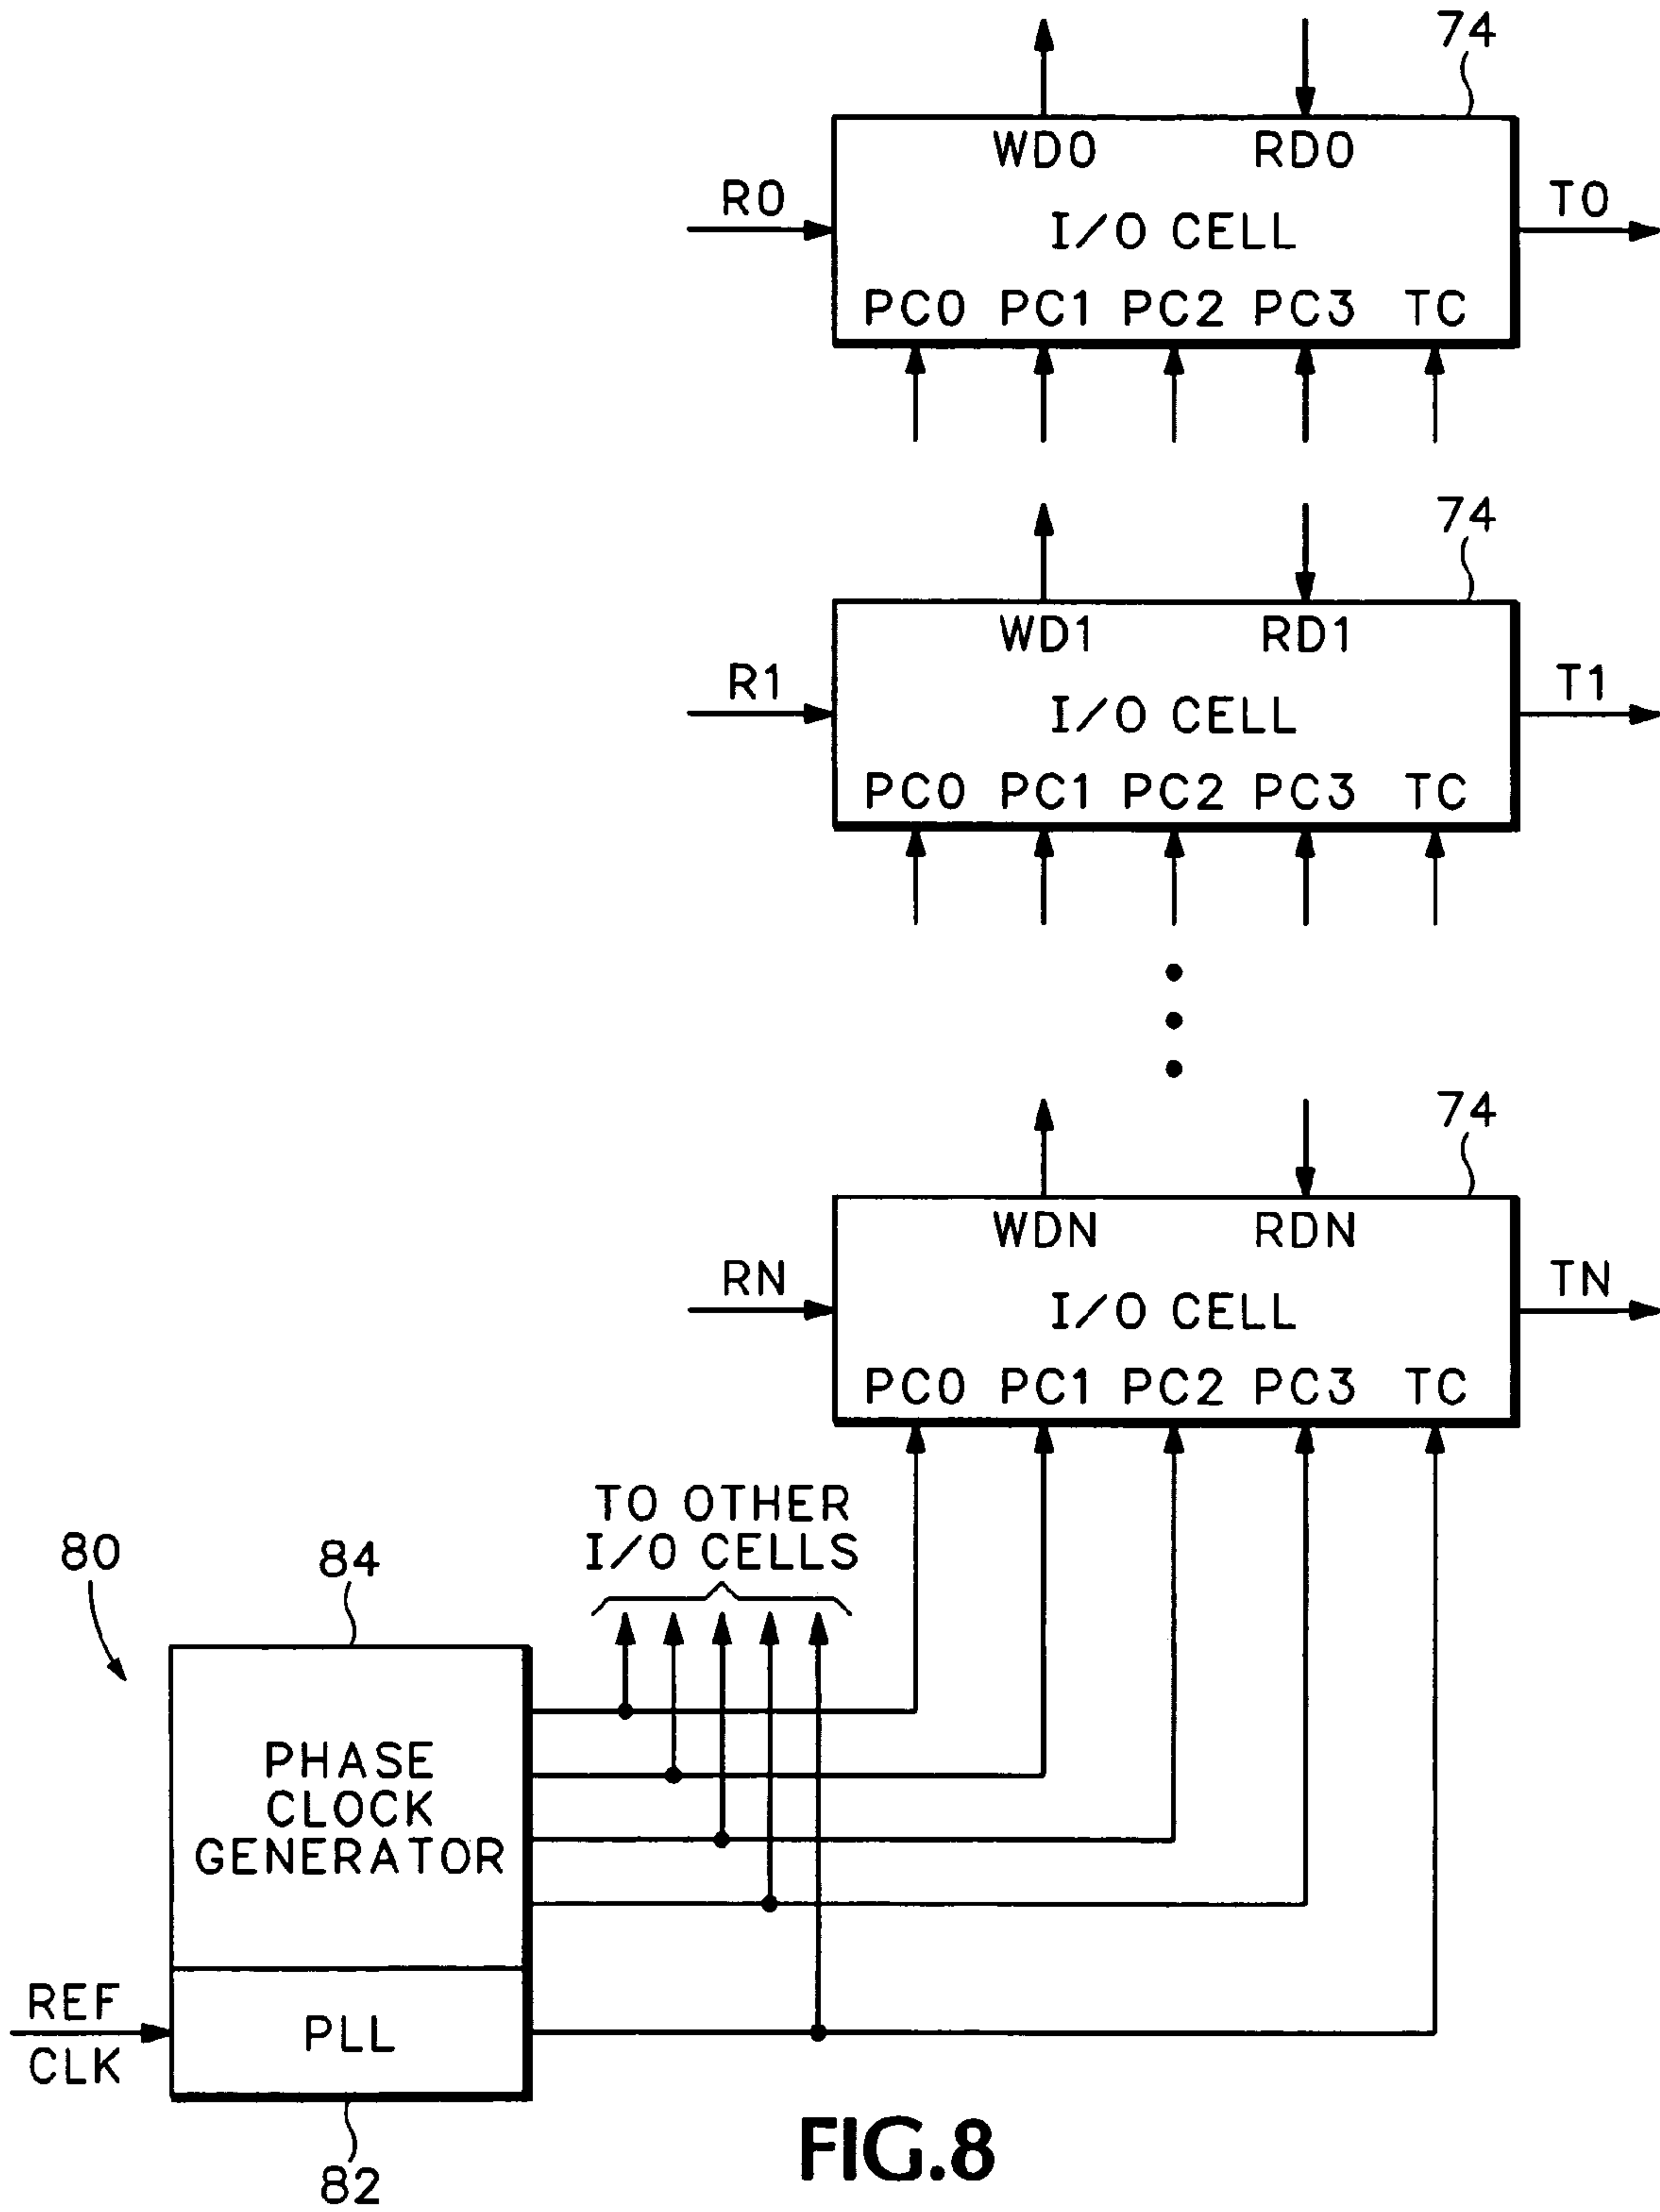 74
WD0 RD0
R0 T0
I/O CELL
PC0 PC1 PC2 PC3 TC
74
WD1 RD1
R1 T1
I/O CELL
PC0 PC1 PC2 PC3 TC
74
WDN RDN
RN TN
I/O CELL
PC0 PC1 PC2 PC3 TC
TO OTHER
I/O CELLS
80
84
PHASE
CLOCK
GENERATOR
REF
CLK
PLL
82
FIG.8